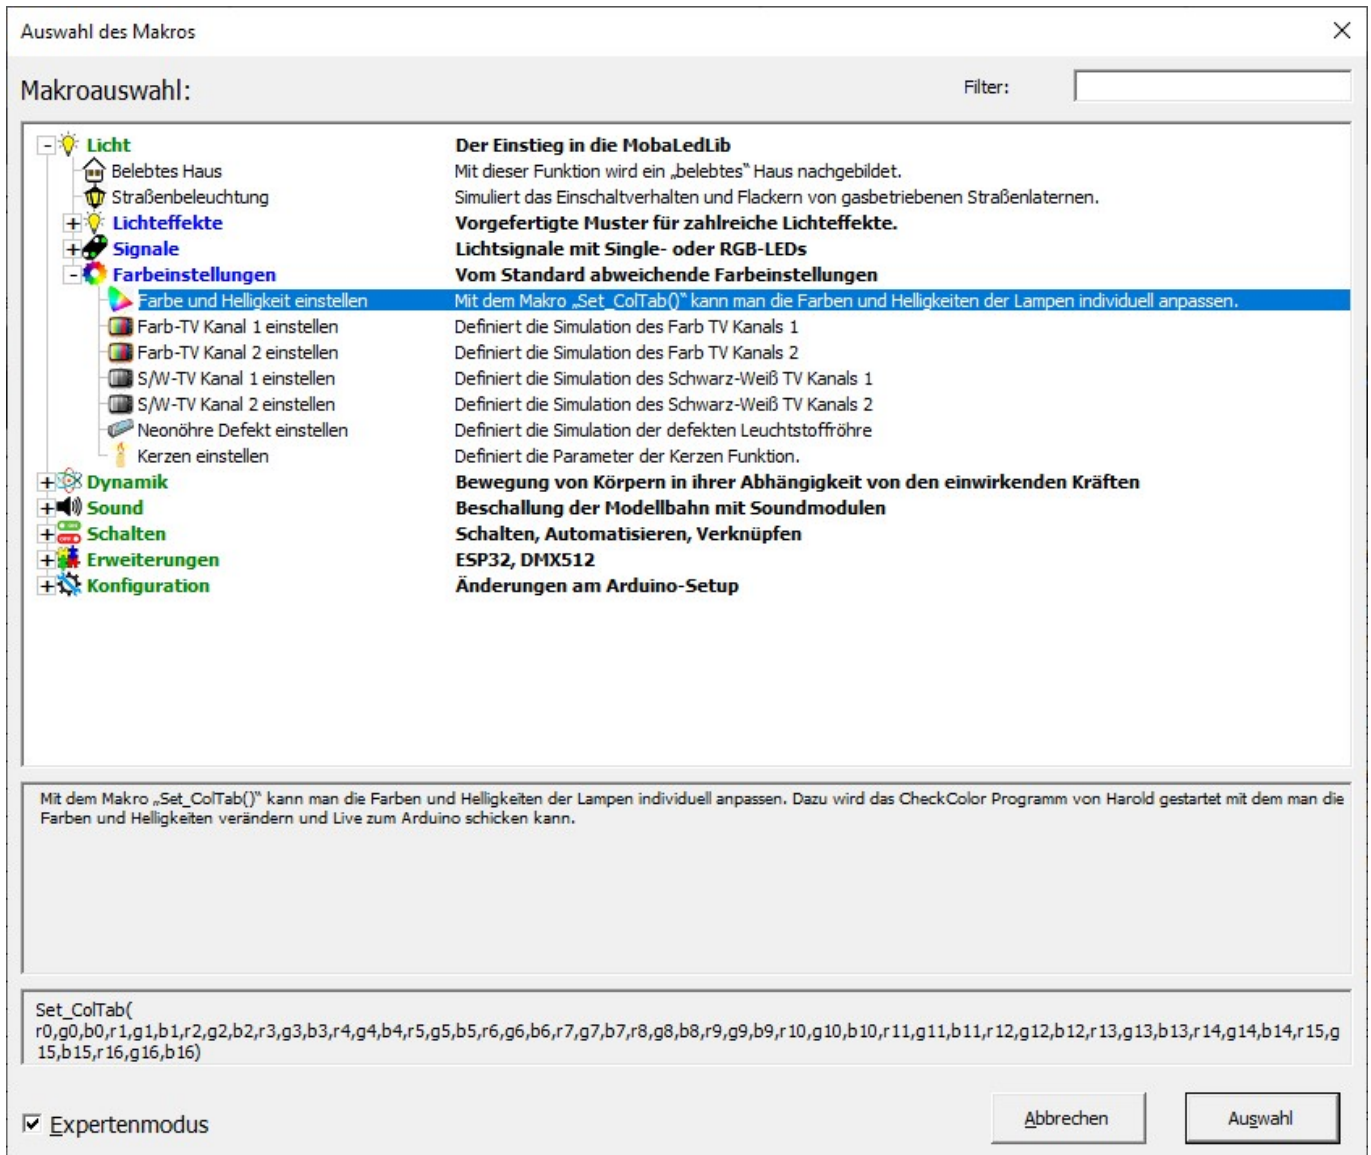 Auswahl des Makros
Makroauswahl:
Filter:
Licht Der Einstieg in die MobaLedLib
Belebtes Haus Mit dieser Funktion wird ein „belebtes“ Haus nachgebildet.
Straßenbeleuchtung Simuliert das Einschaltverhalten und Flackern von gasbetriebenen Straßenlaternen.
Lichteffekte Vorgefertigte Muster für zahlreiche Lichteffekte.
Signale Lichtsignale mit Single- oder RGB-LEDs
Farbeinstellungen Vom Standard abweichende Farbeinstellungen
Farbe und Helligkeit einstellen Mit dem Makro „Set_ColTab()“ kann man die Farben und Helligkeiten der Lampen individuell anpassen.
Farb-TV Kanal 1 einstellen Definiert die Simulation des Farb TV Kanals 1
Farb-TV Kanal 2 einstellen Definiert die Simulation des Farb TV Kanals 2
S/W-TV Kanal 1 einstellen Definiert die Simulation des Schwarz-Weiß TV Kanals 1
S/W-TV Kanal 2 einstellen Definiert die Simulation des Schwarz-Weiß TV Kanals 2
Neonöhre Defekt einstellen Definiert die Simulation der defekten Leuchtstoffröhre
Kerzen einstellen Definiert die Parameter der Kerzen Funktion.
Dynamik Bewegung von Körpern in ihrer Abhängigkeit von den einwirkenden Kräften
Sound Beschallung der Modellbahn mit Soundmodulen
Schalten Schalten, Automatisieren, Verknüpfen
Erweiterungen ESP32, DMX512
Konfiguration Änderungen am Arduino-Setup
Mit dem Makro „Set_ColTab()“ kann man die Farben und Helligkeiten der Lampen individuell anpassen. Dazu wird das CheckColor Programm von Harold gestartet mit dem man die
Farben und Helligkeiten verändern und Live zum Arduino schicken kann.
Set_ColTab(
r0,g0,b0,r1,g1,b1,r2,g2,b2,r3,g3,b3,r4,g4,b4,r5,g5,b5,r6,g6,b6,r7,g7,b7,r8,g8,b8,r9,g9,b9,r10,g10,b10,r11,g11,b11,r12,g12,b12,r13,g13,b13,r14,g14,b14,r15,g
15,b15,r16,g16,b16)
Expertenmodus
Abbrechen
Auswahl